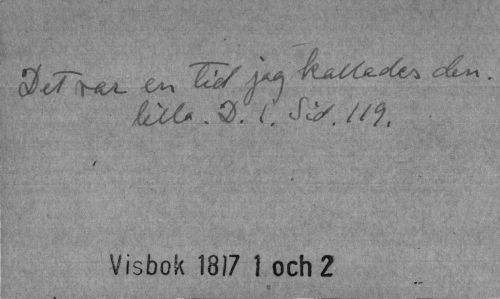 Det var en tid jag kallades den.
lilla. D. 1. Sid. 119.
Visbok 1817 1 och 2